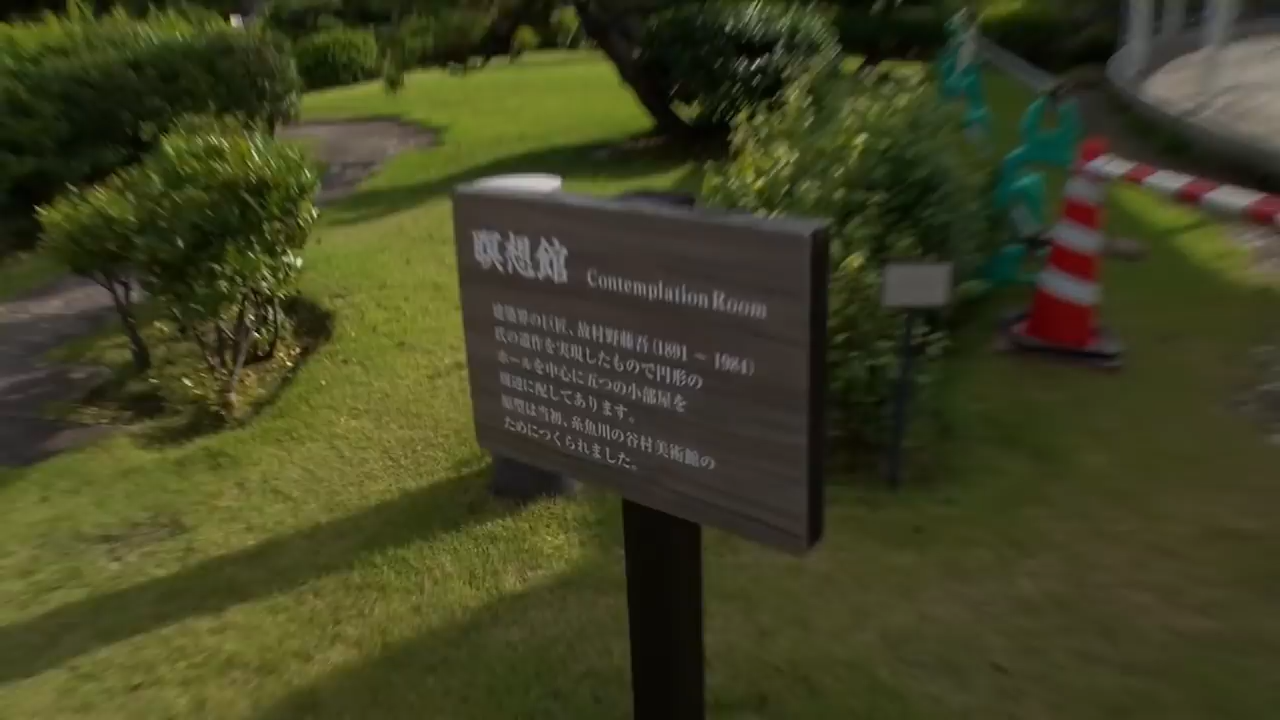 瞑想館 Contemplation Room
建築界の巨匠、故村野藤吾(1891 ~ 1984)
氏の遺作を実現したもので円形の
ホールを中心に五つの小部屋を
周辺に配してあります。
原型は当初、糸魚川の谷村美術館の
ためにつくられました。